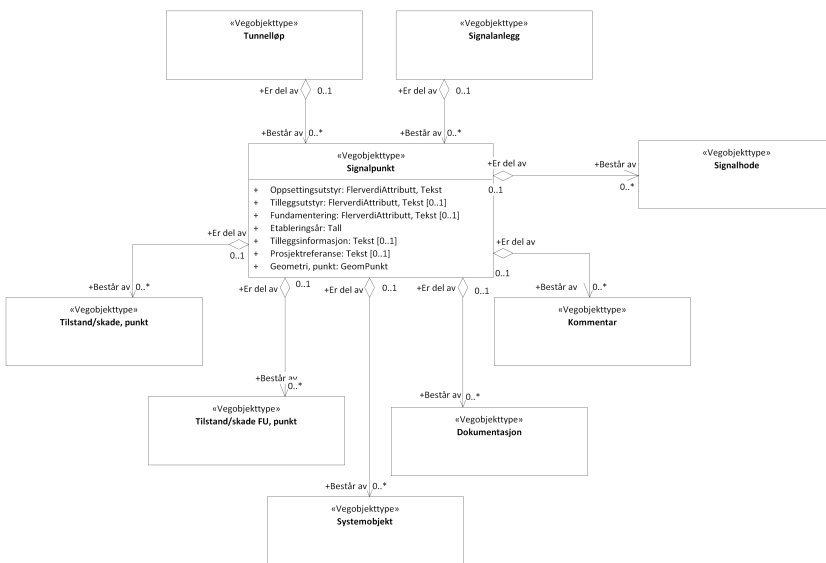 «Vegobjekttype»
Tunnelløp
«Vegobjekttype»
Signalanlegg
+Er del av 0..1
+Er del av 0..1
+Består av 0..*
+Består av 0..*
«Vegobjekttype»
Signalpunkt
+ Oppsettingsutstyr: FlerverdiAttributt, Tekst
+ Tilleggsutstyr: FlerverdiAttributt, Tekst [0..1]
+ Fundamentering: FlerverdiAttributt, Tekst [0..1]
+ Etableringsår: Tall
+ Tilleggsinformasjon: Tekst [0..1]
+ Prosjektreferanse: Tekst [0..1]
+ Geometri, punkt: GeomPunkt
+Er del av
0..1
+Består av
0..*
«Vegobjekttype»
Signalhode
+Er del av
0..1
+Består av 0..*
«Vegobjekttype»
Tilstand/skade, punkt
+Er del av
0..1
+Består av 0..*
«Vegobjekttype»
Kommentar
+Er del av 0..1
+Består av
0..*
«Vegobjekttype»
Tilstand/skade FU, punkt
+Er del av 0..1
+Består av 0..*
«Vegobjekttype»
Systemobjekt
+Er del av 0..1
+Består av 0..*
«Vegobjekttype»
Dokumentasjon